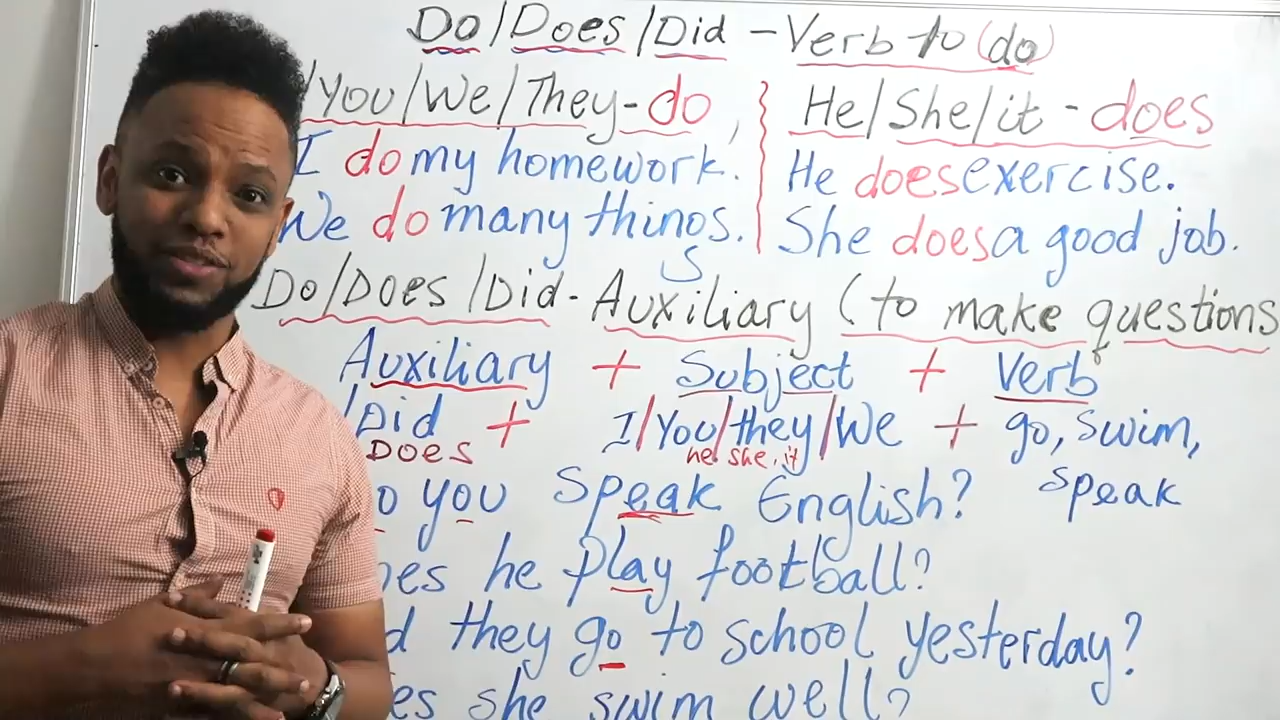 Do/Does/Did - Verb to (do)
/You/We/They-do, He/She/it - does
I do my homework. He does exercise.
We do many thinos. She does a good job.
S
Do/Does/Did - Auxiliary (to make questions
Auxiliary + Subject + Verb
/Did + I/You/they/We + go, swim,
Does he she, it
o you speak English? speak
es he play football?
d they go to school yesterday?
es she swim well?